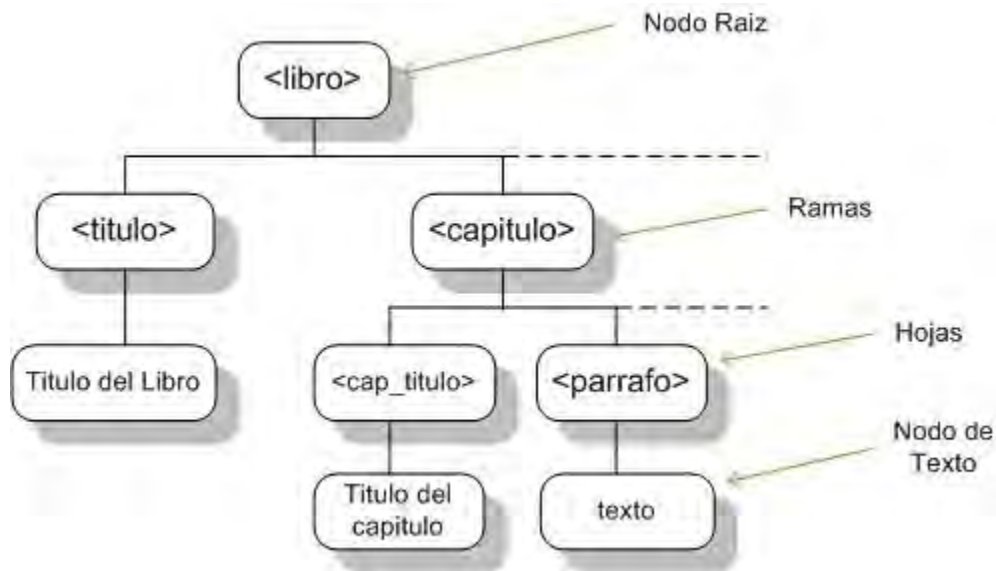 Nodo Raiz
<libro>
<titulo>
<capitulo>
Ramas
Titulo del Libro
<cap_titulo>
<parrafo>
Hojas
Titulo del
capitulo
texto
Nodo de
Texto